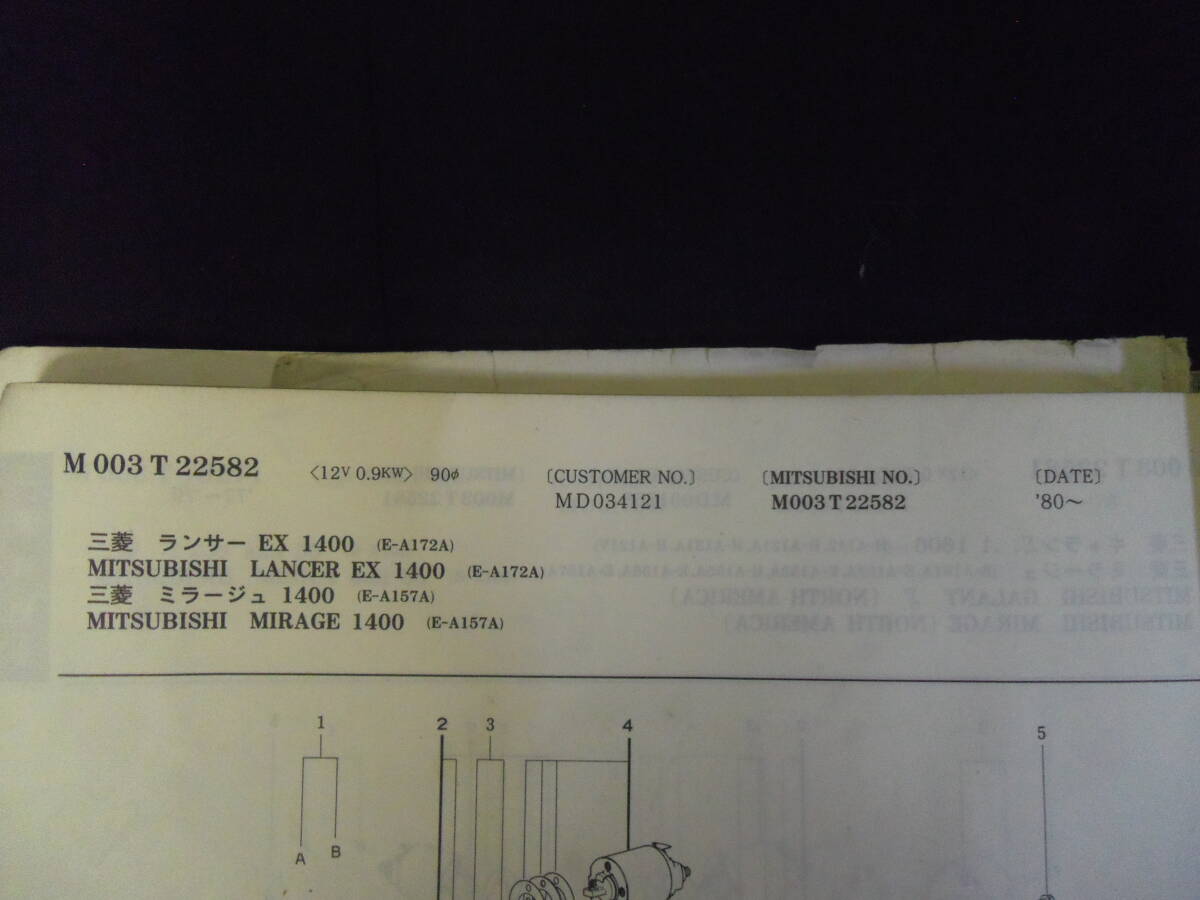 M003T22582 〈12V 0.9KW〉 90φ 〔CUSTOMER NO.〕 〔MITSUBISHI NO.〕 〔DATE〕
MD034121 M003T22582 '80～
三菱 ランサー EX 1400 (E-A172A)
MITSUBISHI LANCER EX 1400 (E-A172A)
三菱 ミラージュ 1400 (E-A157A)
MITSUBISHI MIRAGE 1400 (E-A157A)
1 2 3 4 5
A B